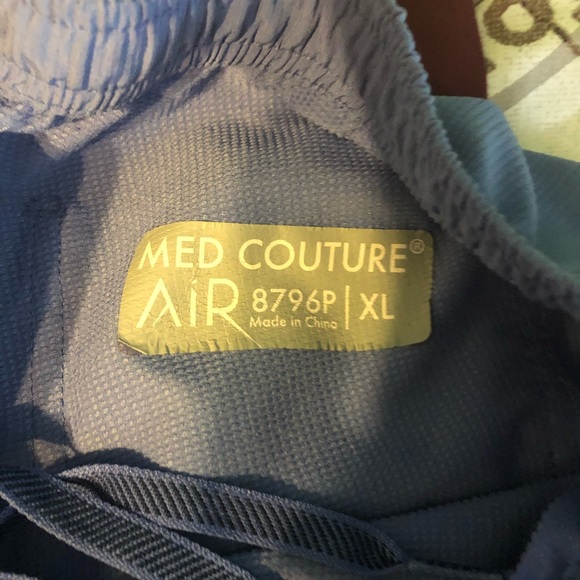 MED COUTURE®
AIR 8796P | XL
Made in China